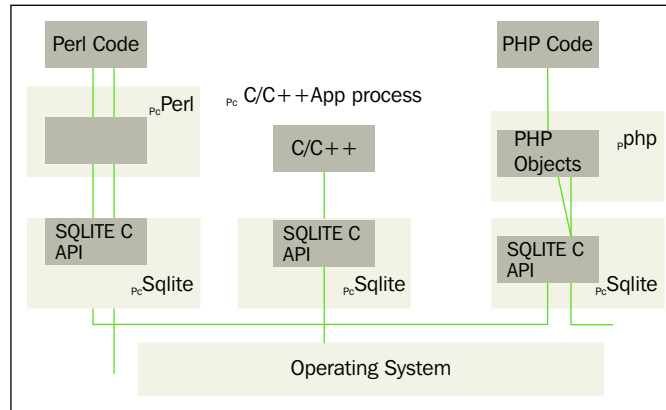 Perl Code
PHP Code
PcPerl
Pc C/C++App process
C/C++
PHP
Objects
Pphp
SQLITE C
API
PcSqlite
SQLITE C
API
PcSqlite
SQLITE C
API
PcSqlite
Operating System